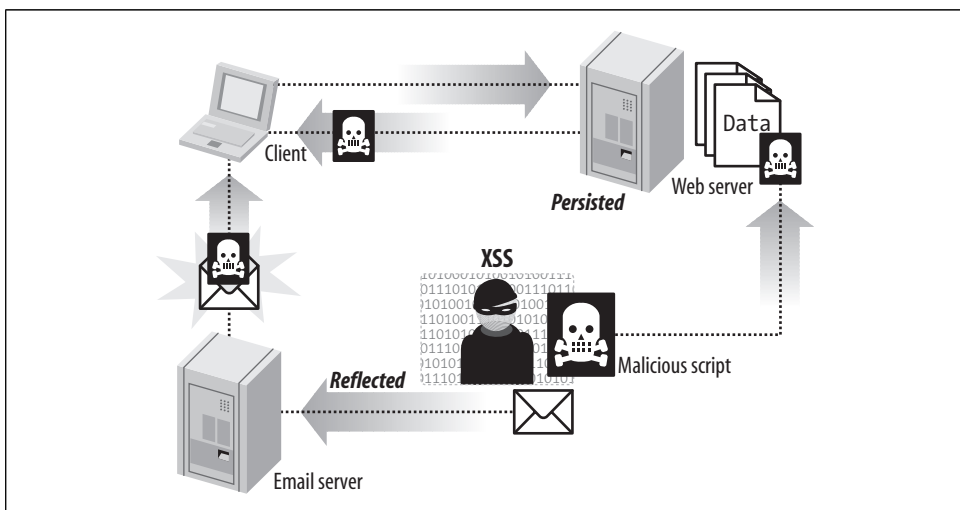 Client
Data
Web server
Persisted
XSS
Malicious script
Reflected
Email server